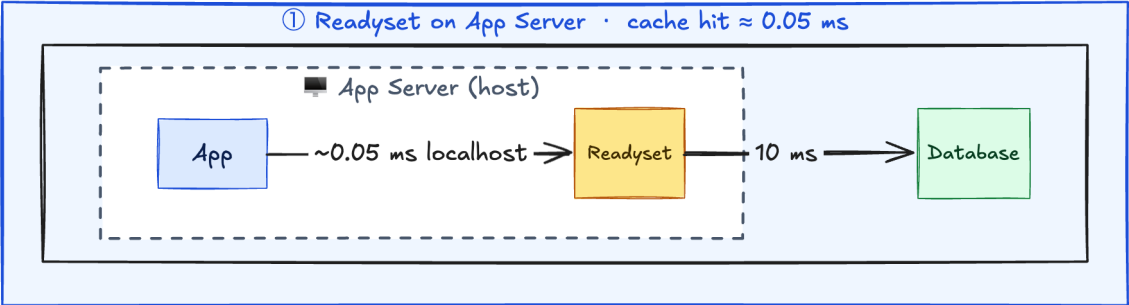 ① Readyset on App Server · cache hit ≈ 0.05 ms
App Server (host)
App
~0.05 ms localhost
Readyset
10 ms
Database